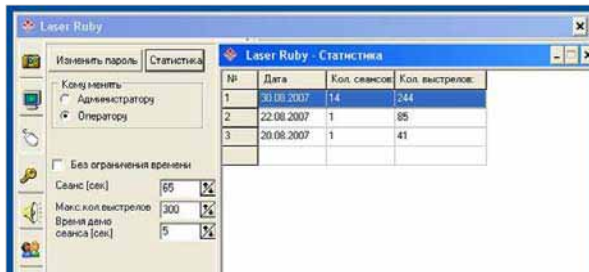 Laser Ruby
Изменить пароль Статистика
Кому менять
Администратору
Оператору
Без ограничения времени
Сеанс [сек] 65
Макс.кол.выстрелов 300
Время демо сеанса [сек] 5
Laser Ruby - Статистика
№ Дата Кол. сеансов: Кол. выстрелов:
1 30.08.2007 14 244
2 22.08.2007 1 85
3 20.08.2007 1 41